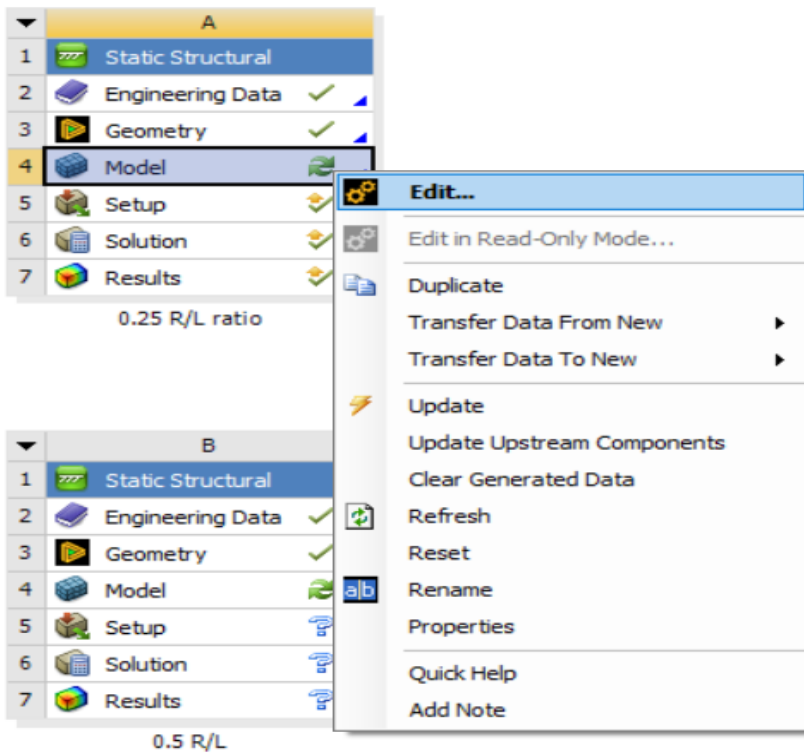 A
1 Static Structural
2 Engineering Data
3 Geometry
4 Model
5 Setup
6 Solution
7 Results
0.25 R/L ratio
Edit...
Edit in Read-Only Mode...
Duplicate
Transfer Data From New
Transfer Data To New
Update
Update Upstream Components
Clear Generated Data
Refresh
Reset
a|b Rename
Properties
Quick Help
Add Note
B
1 Static Structural
2 Engineering Data
3 Geometry
4 Model
5 Setup
6 Solution
7 Results
0.5 R/L